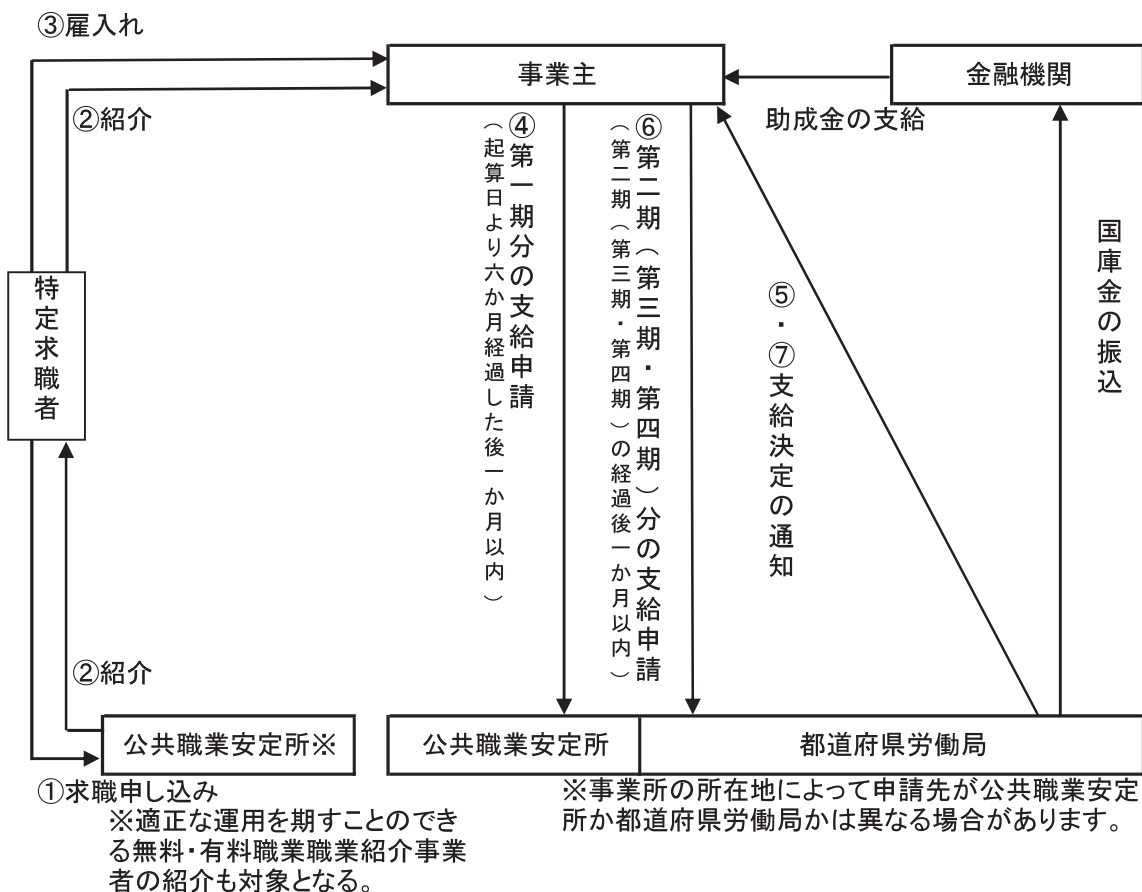 ③雇入れ
事業主
金融機関
②紹介
助成金の支給
④第一期分の支給申請
（起算日より六か月経過した後一か月以内）
⑥第二期（第三期・第四期）分の支給申請
（第二期（第三期・第四期）の経過後一か月以内）
⑤・⑦支給決定の通知
国庫金の振込
特定求職者
②紹介
公共職業安定所※
公共職業安定所
都道府県労働局
①求職申し込み
※適正な運用を期すことのでき
る無料・有料職業職業紹介事業
者の紹介も対象となる。
※事業所の所在地によって申請先が公共職業安定
所か都道府県労働局かは異なる場合があります。